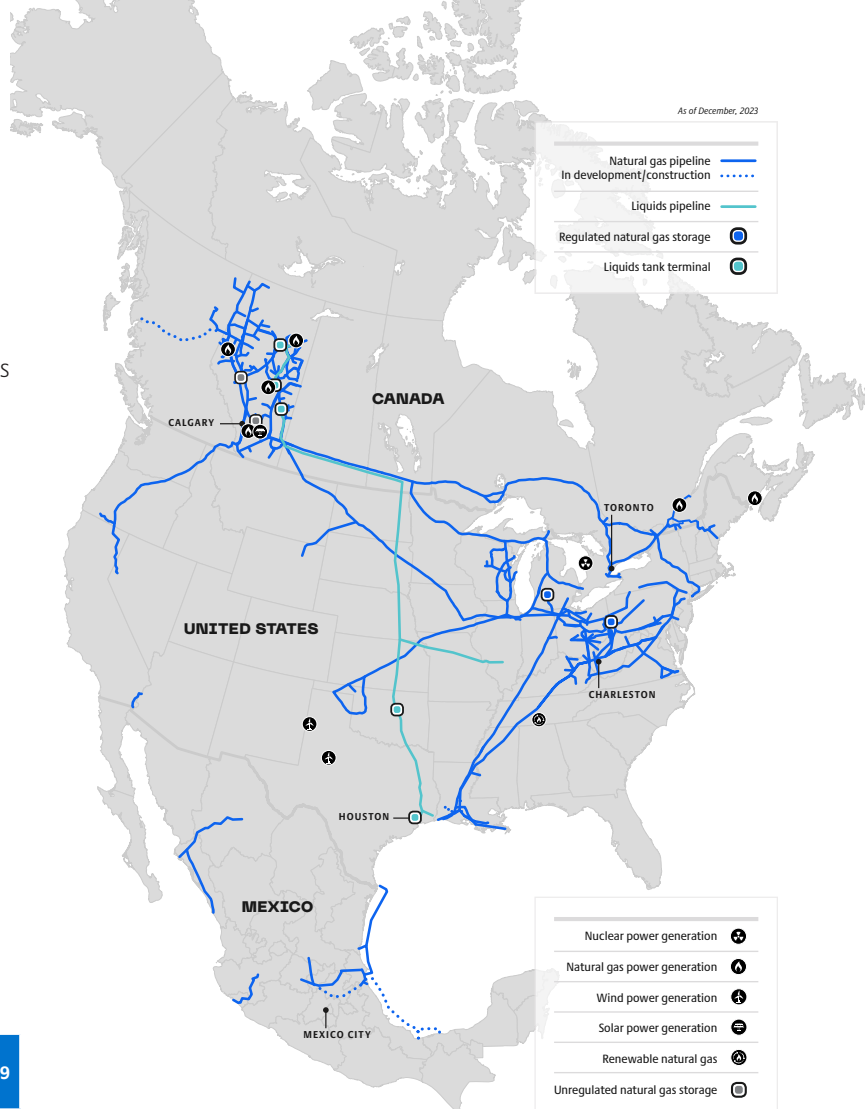 As of December, 2023
Natural gas pipeline
In development/construction
Liquids pipeline
Regulated natural gas storage
Liquids tank terminal
S
CANADA
CALGARY
TORONTO
UNITED STATES
CHARLESTON
HOUSTON
MEXICO
MEXICO CITY
Nuclear power generation
Natural gas power generation
Wind power generation
Solar power generation
Renewable natural gas
Unregulated natural gas storage
9